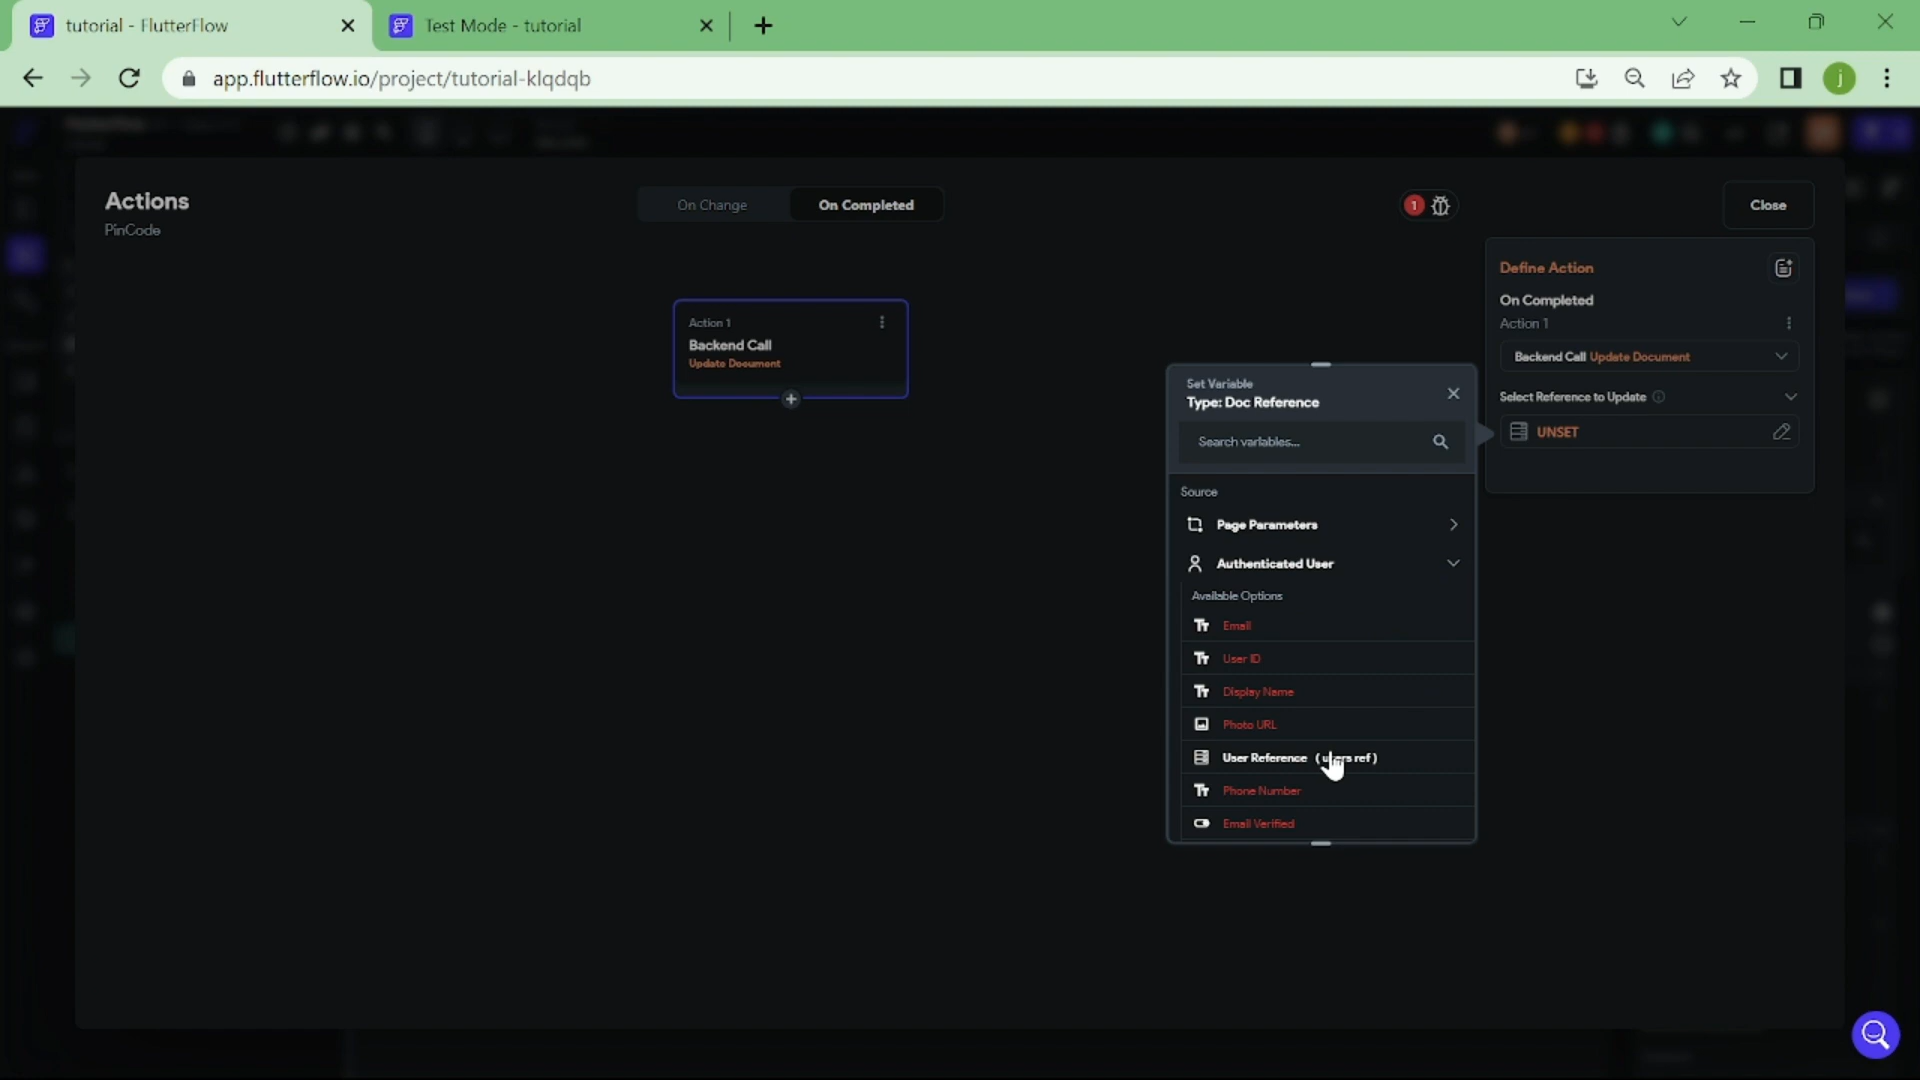 tutorial - FlutterFlow
Test Mode - tutorial
app.flutterflow.io/project/tutorial-klqdqb
j
Actions
PinCode
On Change
On Completed
1
Close
Action 1
Backend Call
Update Document
Define Action
On Completed
Action 1
Backend Call Update Document
Select Reference to Update
UNSET
Set Variable
Type: Doc Reference
Search variables...
Source
Page Parameters
Authenticated User
Available Options
Email
User ID
Display Name
Photo URL
User Reference
Phone Number
Email Verified